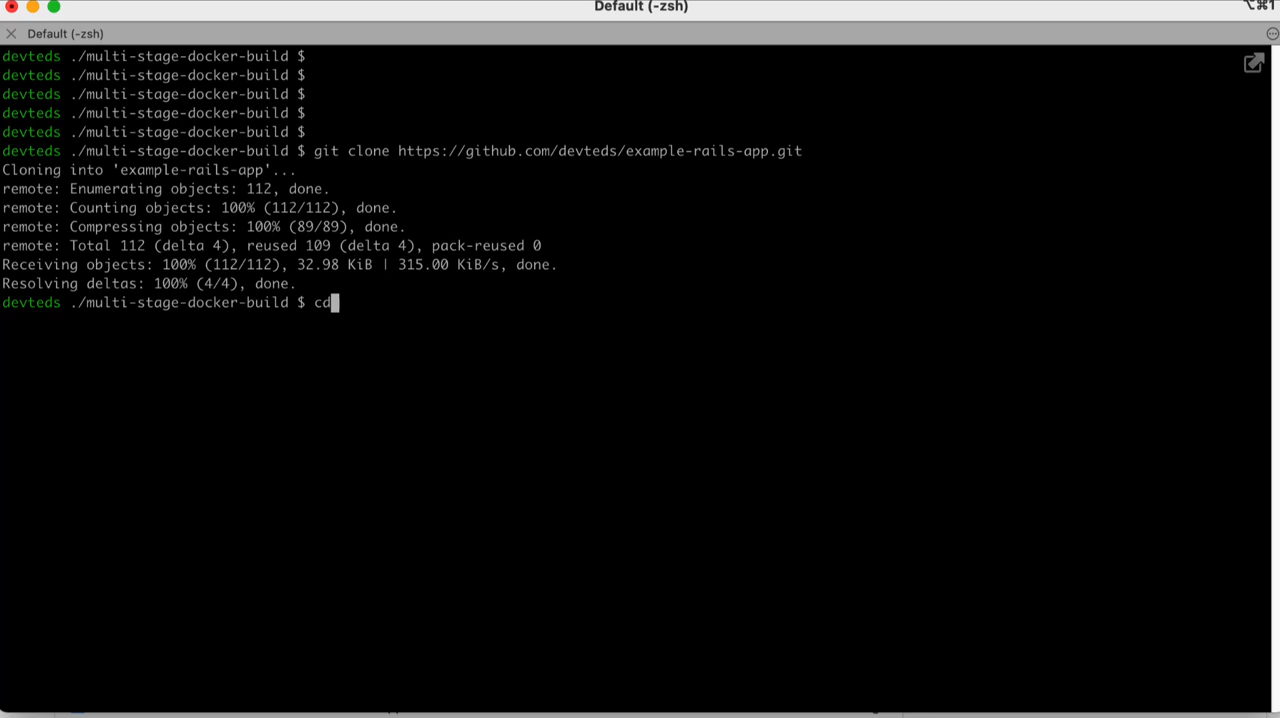 Default (-zsh)
⌥⌘1
Default (-zsh)
devteds ./multi-stage-docker-build $
devteds ./multi-stage-docker-build $
devteds ./multi-stage-docker-build $
devteds ./multi-stage-docker-build $
devteds ./multi-stage-docker-build $
devteds ./multi-stage-docker-build $ git clone https://github.com/devteds/example-rails-app.git
Cloning into 'example-rails-app'...
remote: Enumerating objects: 112, done.
remote: Counting objects: 100% (112/112), done.
remote: Compressing objects: 100% (89/89), done.
remote: Total 112 (delta 4), reused 109 (delta 4), pack-reused 0
Receiving objects: 100% (112/112), 32.98 KiB | 315.00 KiB/s, done.
Resolving deltas: 100% (4/4), done.
devteds ./multi-stage-docker-build $ cd